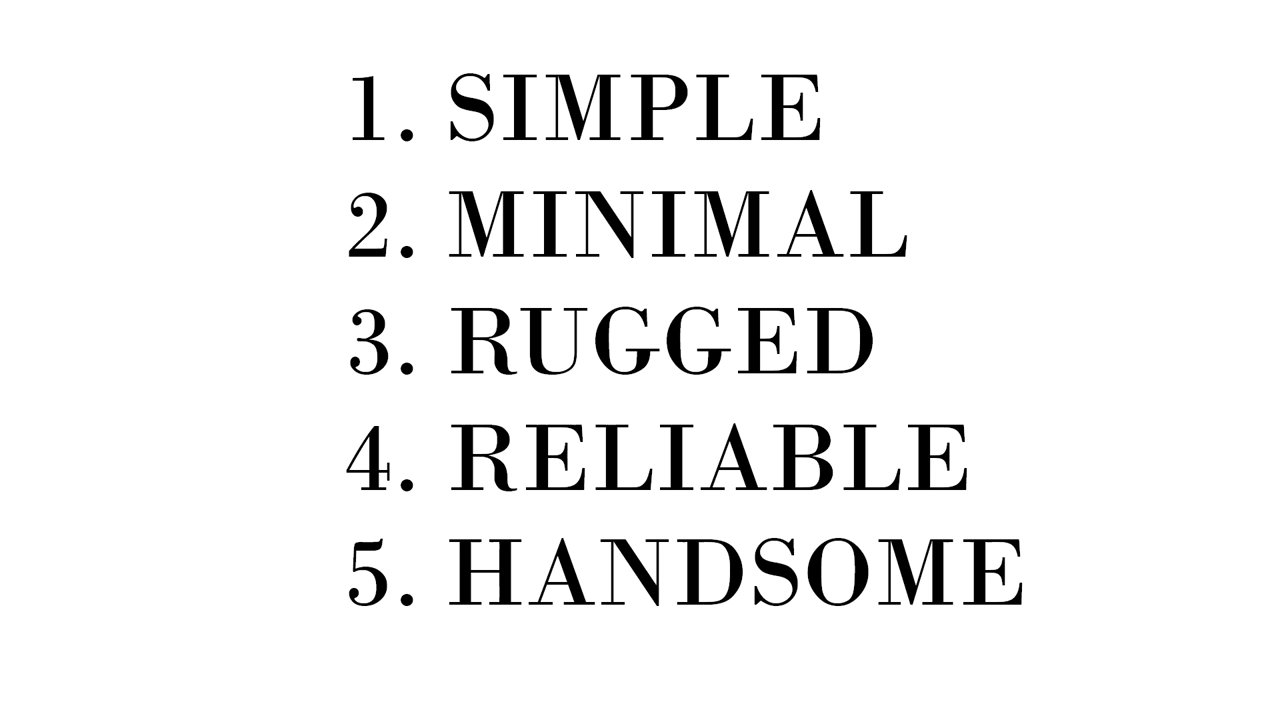 1. SIMPLE
2. MINIMAL
3. RUGGED
4. RELIABLE
5. HANDSOME